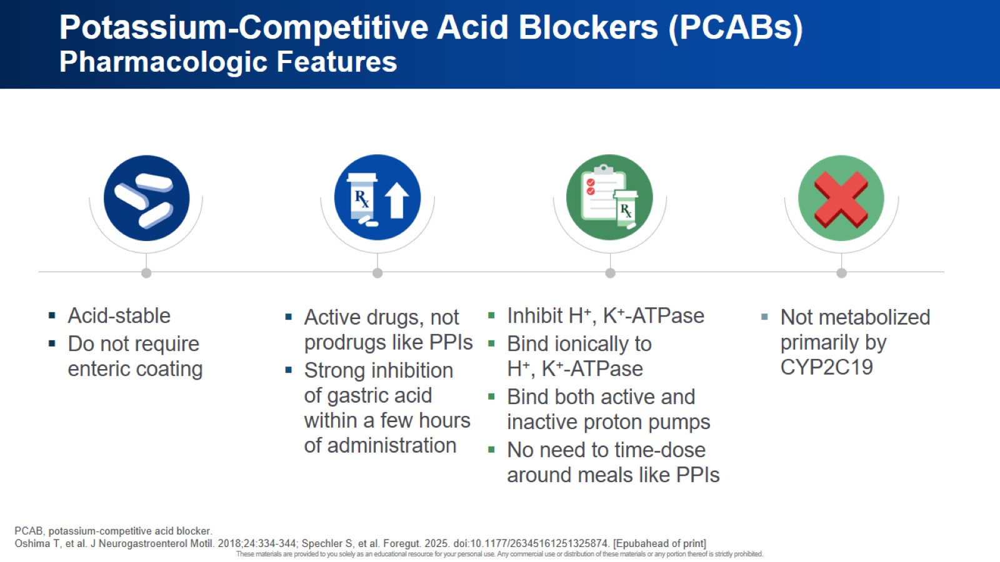 Potassium-Competitive Acid Blockers (PCABs)
Pharmacologic Features
Rx
Rx
▪ Acid-stable
▪ Do not require
enteric coating
▪ Active drugs, not
prodrugs like PPIs
▪ Strong inhibition
of gastric acid
within a few hours
of administration
▪ Inhibit H⁺, K⁺-ATPase
▪ Bind ionically to
H⁺, K⁺-ATPase
▪ Bind both active and
inactive proton pumps
▪ No need to time-dose
around meals like PPIs
▪ Not metabolized
primarily by
CYP2C19
PCAB, potassium-competitive acid blocker.
Oshima T, et al. J Neurogastroenterol Motil. 2018;24:334-344; Spechler S, et al. Foregut. 2025. doi:10.1177/26345161251325874. [Epubahead of print]
These materials are provided to you solely as an educational resource for your personal use. Any commercial use or distribution of these materials or any portion thereof is strictly prohibited.